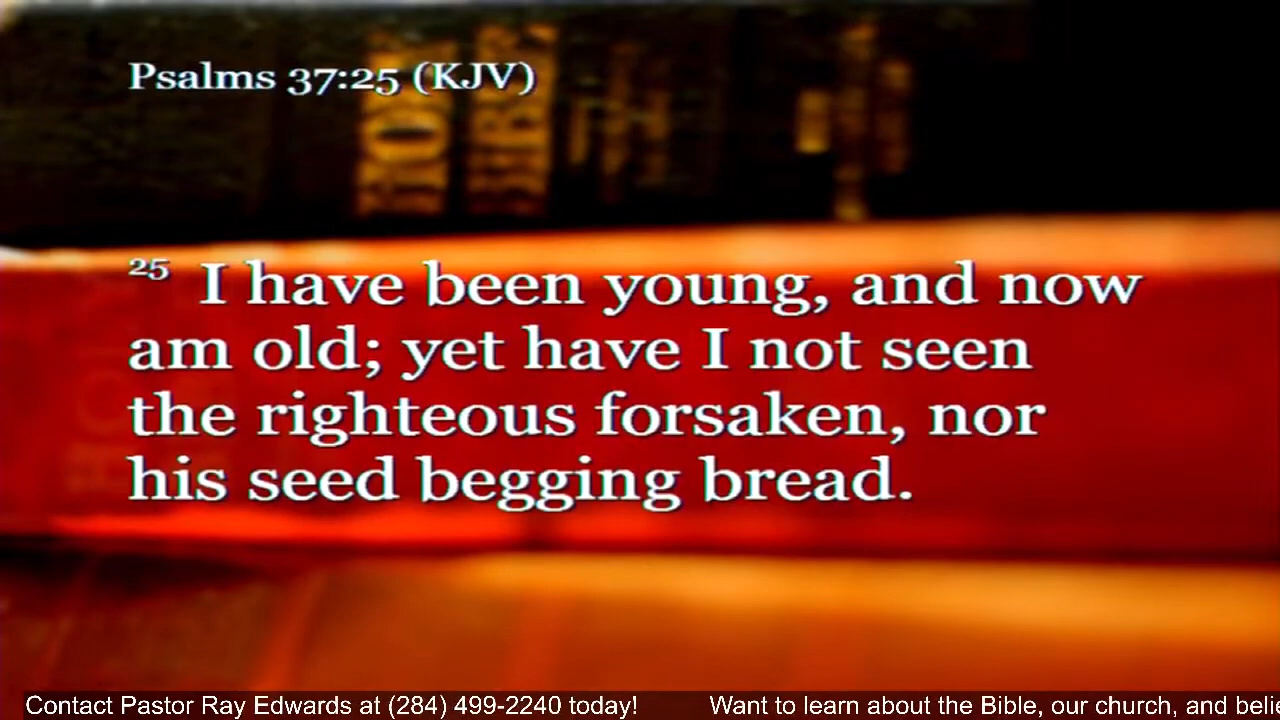 Psalms 37:25 (KJV)
25 I have been young, and now
am old; yet have I not seen
the righteous forsaken, nor
his seed begging bread.
Contact Pastor Ray Edwards at (284) 499-2240 today! Want to learn about the Bible, our church, and